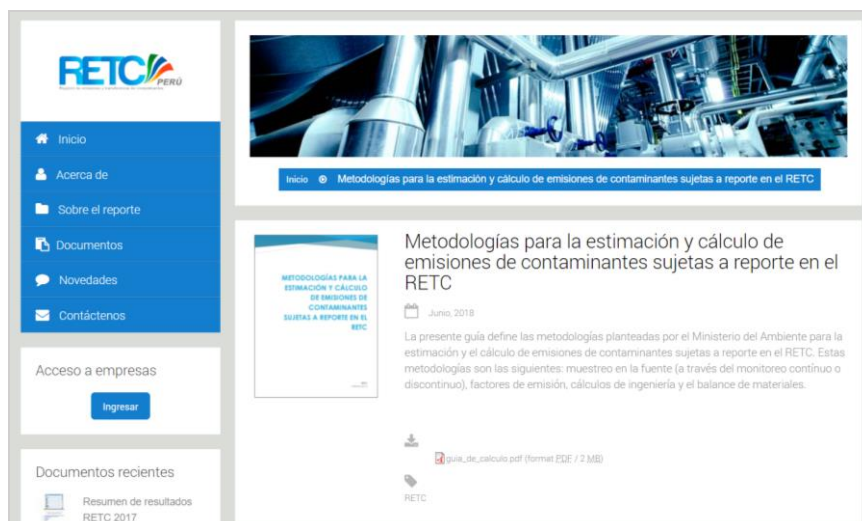 RETC
PERÚ
Inicio
Acerca de
Sobre el reporte
Documentos
Novedades
Contáctenos
Acceso a empresas
Ingresar
Documentos recientes
Resumen de resultados
RETC 2017
Inicio Metodologías para la estimación y cálculo de emisiones de contaminantes sujetas a reporte en el RETC
METODOLOGÍAS PARA LA
ESTIMACIÓN Y CÁLCULO
DE EMISIONES DE
CONTAMINANTES
SUJETAS A REPORTE EN EL
RETC
Metodologías para la estimación y cálculo de
emisiones de contaminantes sujetas a reporte en el
RETC
Junio, 2018
La presente guía define las metodologías planteadas por el Ministerio del Ambiente para la
estimación y el cálculo de emisiones de contaminantes sujetas a reporte en el RETC. Estas
metodologías son las siguientes: muestreo en la fuente (a través del monitoreo contínuo o
discontinuo), factores de emisión, cálculos de ingeniería y el balance de materiales.
guia_de_calculo.pdf (format PDF / 2 MB)
RETC